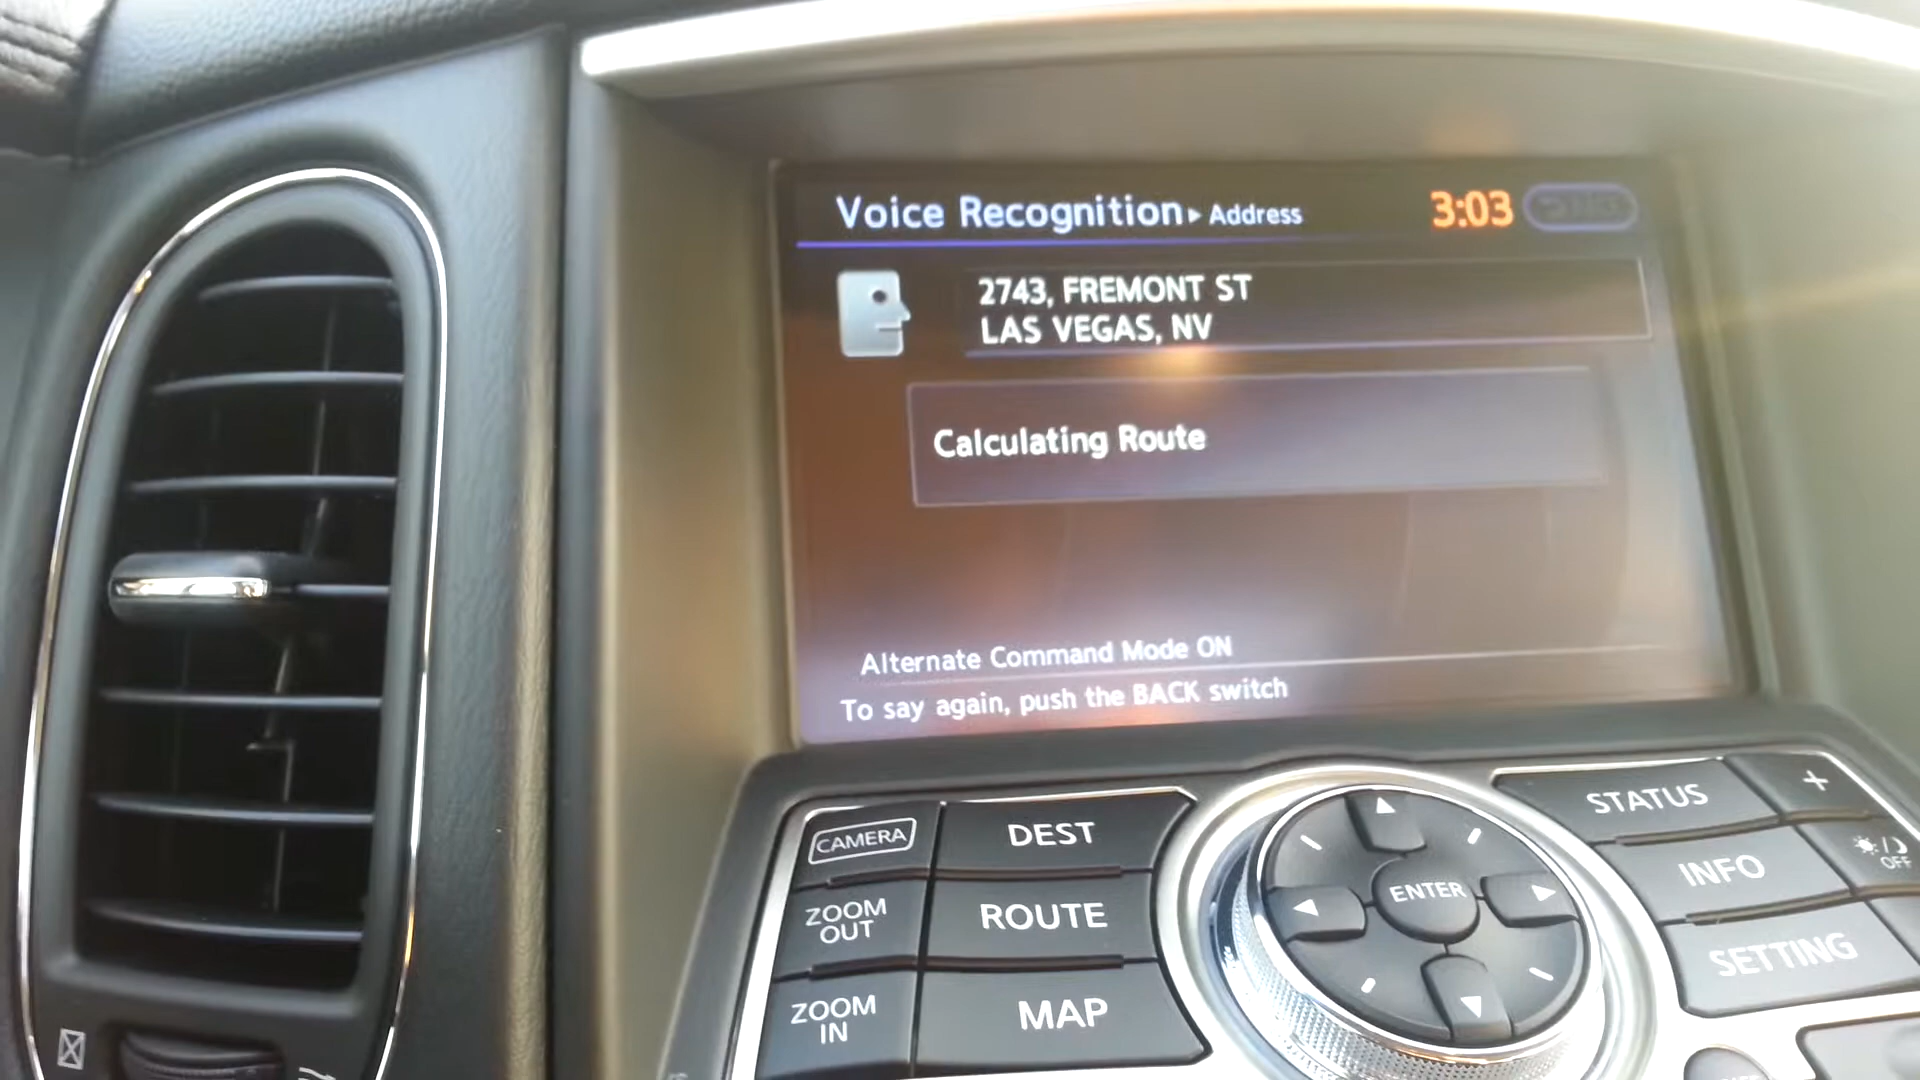 Voice Recognition ▸ Address 3:03
2743, FREMONT ST
LAS VEGAS, NV
Calculating Route
Alternate Command Mode ON
To say again, push the BACK switch
CAMERA
DEST
STATUS
+
ZOOM OUT
ROUTE
ENTER
INFO
OFF
ZOOM IN
MAP
SETTING